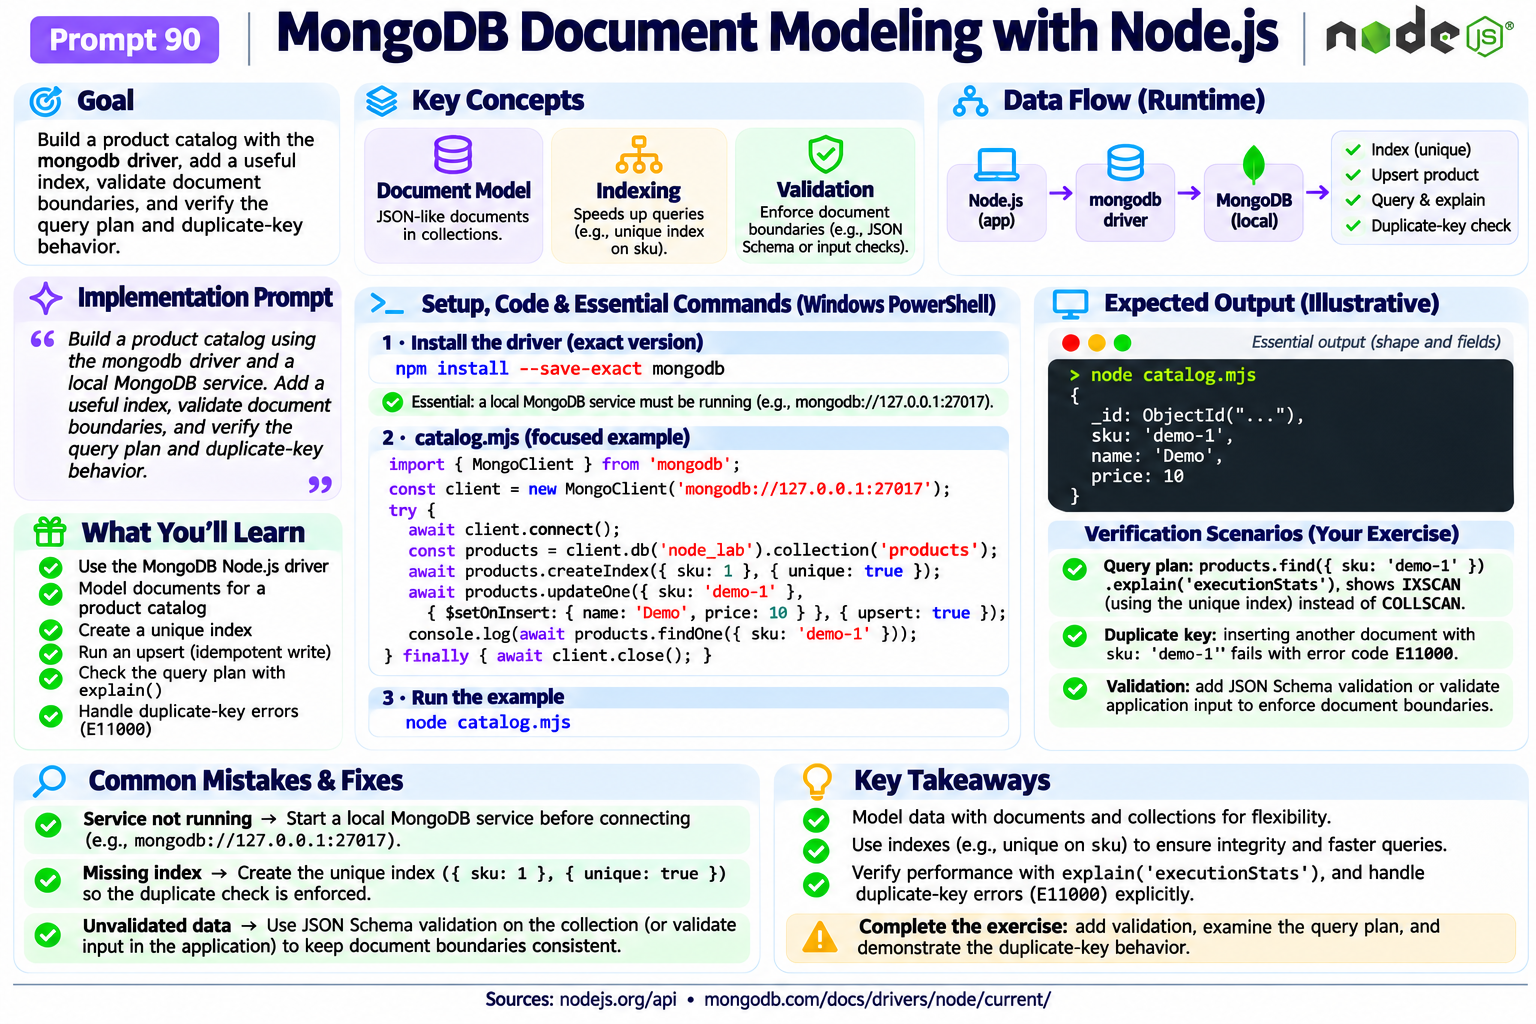 Prompt 90
MongoDB Document Modeling with Node.js
node JS ®
Goal
Build a product catalog with the
mongodb driver, add a useful
index, validate document
boundaries, and verify the
query plan and duplicate-key
behavior.
Key Concepts
Document Model
JSON-like documents
in collections.
Indexing
Speeds up queries
(e.g., unique index
on sku).
Validation
Enforce document
boundaries (e.g., JSON
Schema or input checks).
Data Flow (Runtime)
Node.js
(app)
mongodb
driver
MongoDB
(local)
Index (unique)
Upsert product
Query & explain
Duplicate-key check
Implementation Prompt
“ Build a product catalog using
the mongodb driver and a
local MongoDB service. Add a
useful index, validate document
boundaries, and verify the
query plan and duplicate-key
behavior. ”
What You’ll Learn
Use the MongoDB Node.js driver
Model documents for a
product catalog
Create a unique index
Run an upsert (idempotent write)
Check the query plan with
explain()
Handle duplicate-key errors
(E11000)
Setup, Code & Essential Commands (Windows PowerShell)
1 · Install the driver (exact version)
npm install --save-exact mongodb
Essential: a local MongoDB service must be running (e.g., mongodb://127.0.0.1:27017).
2 · catalog.mjs (focused example)
import { MongoClient } from 'mongodb';
const client = new MongoClient('mongodb://127.0.0.1:27017');
try {
await client.connect();
const products = client.db('node_lab').collection('products');
await products.createIndex({ sku: 1 }, { unique: true });
await products.updateOne({ sku: 'demo-1' },
{ $setOnInsert: { name: 'Demo', price: 10 } }, { upsert: true });
console.log(await products.findOne({ sku: 'demo-1' }));
} finally { await client.close(); }
3 · Run the example
node catalog.mjs
Expected Output (Illustrative)
Essential output (shape and fields)
> node catalog.mjs
{
_id: ObjectId("..."),
sku: 'demo-1',
name: 'Demo',
price: 10
}
Verification Scenarios (Your Exercise)
Query plan: products.find({ sku: 'demo-1' })
.explain('executionStats'), shows IXSCAN
(using the unique index) instead of COLLSCAN.
Duplicate key: inserting another document with
sku: 'demo-1'' fails with error code E11000.
Validation: add JSON Schema validation or validate
application input to enforce document boundaries.
Common Mistakes & Fixes
Service not running → Start a local MongoDB service before connecting
(e.g., mongodb://127.0.0.1:27017).
Missing index → Create the unique index ({ sku: 1 }, { unique: true })
so the duplicate check is enforced.
Unvalidated data → Use JSON Schema validation on the collection (or validate
input in the application) to keep document boundaries consistent.
Key Takeaways
Model data with documents and collections for flexibility.
Use indexes (e.g., unique on sku) to ensure integrity and faster queries.
Verify performance with explain('executionStats'), and handle
duplicate-key errors (E11000) explicitly.
Complete the exercise: add validation, examine the query plan, and
demonstrate the duplicate-key behavior.
Sources: nodejs.org/api • mongodb.com/docs/drivers/node/current/